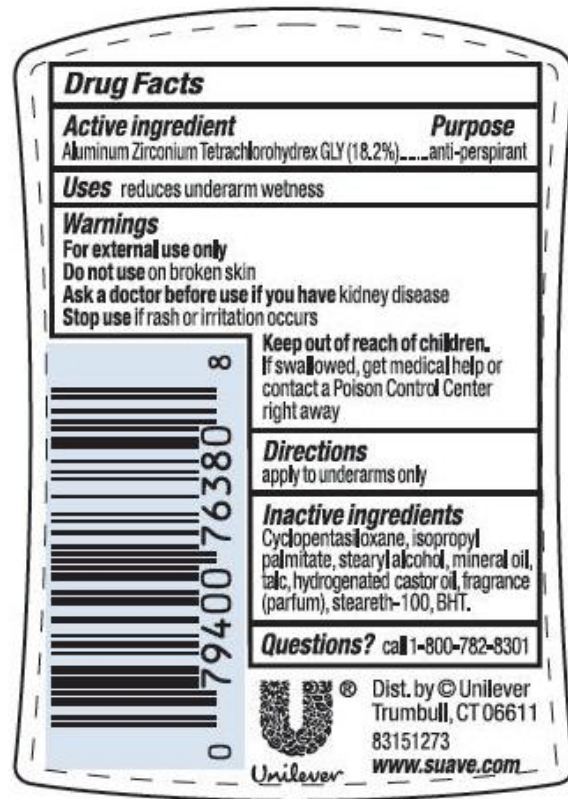 Drug Facts
Active ingredient Purpose
Aluminum Zirconium Tetrachlorohydrex GLY (18.2%).....anti-perspirant
Uses reduces underarm wetness
Warnings
For external use only
Do not use on broken skin
Ask a doctor before use if you have kidney disease
Stop use if rash or irritation occurs
Keep out of reach of children.
If swallowed, get medical help or
contact a Poison Control Center
right away
Directions
apply to underarms only
Inactive ingredients
Cyclopentasiloxane, isopropyl
palmitate, stearyl alcohol, mineral oil,
talc, hydrogenated castor oil, fragrance
(parfum), steareth-100, BHT.
Questions? call 1-800-782-8301
0 79400 76380 8
Unilever
®
Dist. by © Unilever
Trumbull, CT 06611
83151273
www.suave.com